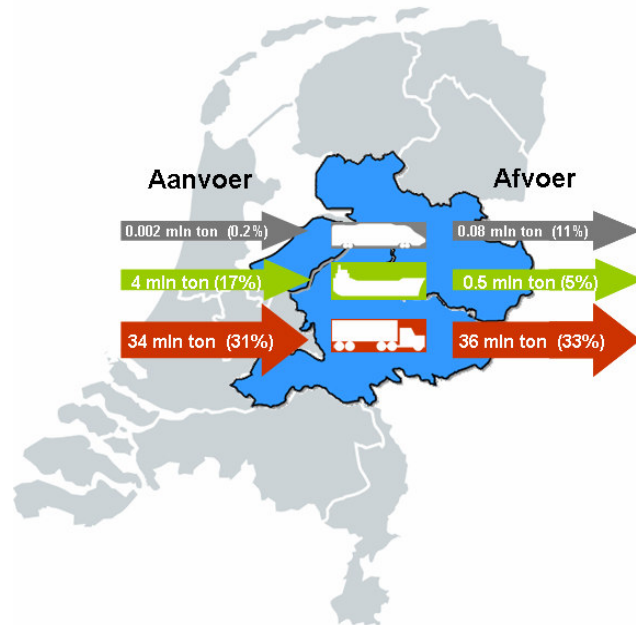 Aanvoer
Afvoer
0.002 mln ton (0.2%)
0.08 mln ton (11%)
4 mln ton (17%)
0.5 mln ton (5%)
34 mln ton (31%)
36 mln ton (33%)